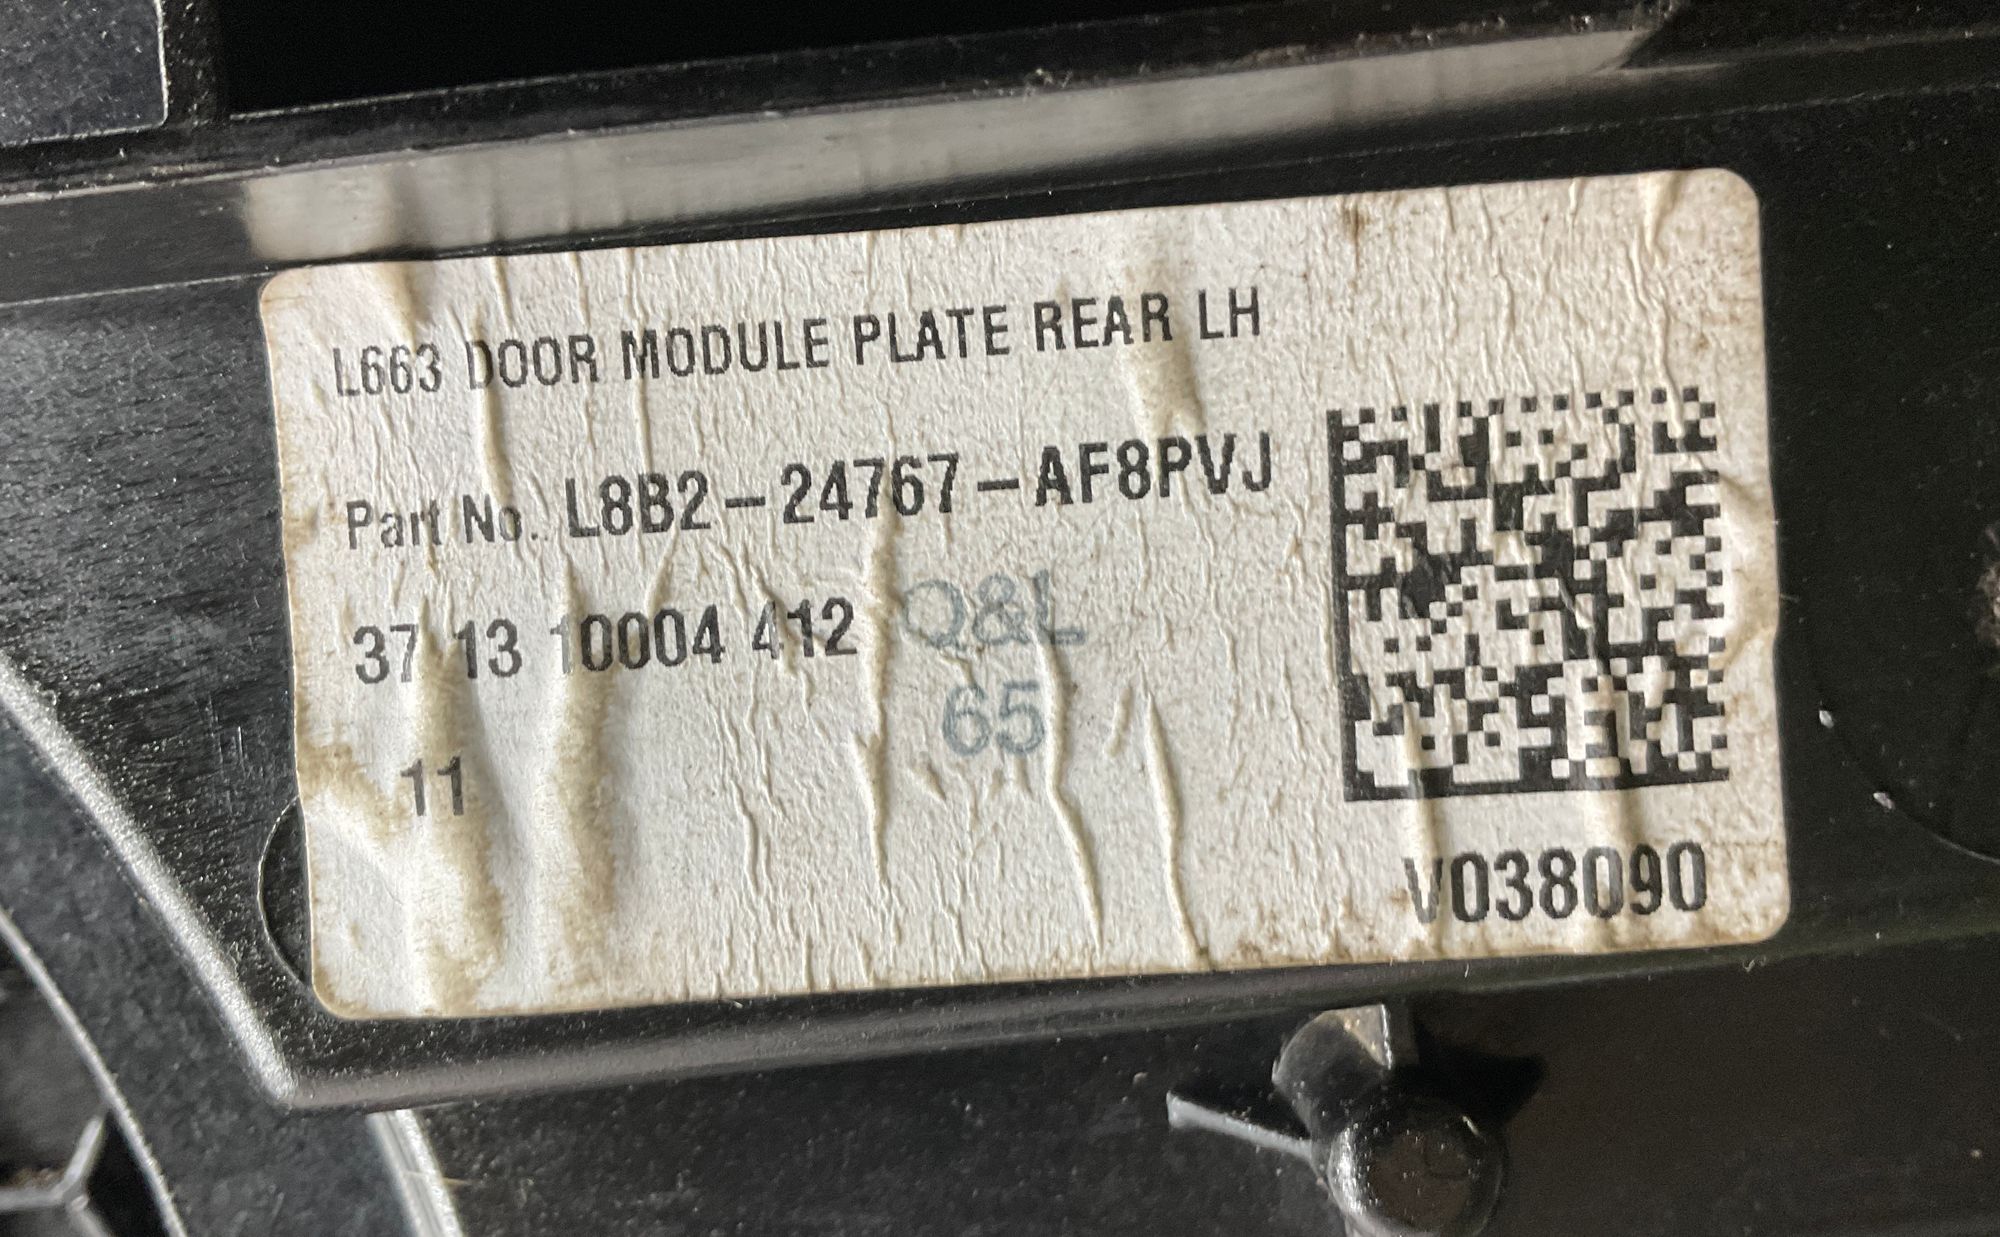 L663 DOOR MODULE PLATE REAR LH
Part No. L8B2-24767-AF8PVJ
37 13 10004 412
Q&L
65
11
V038090